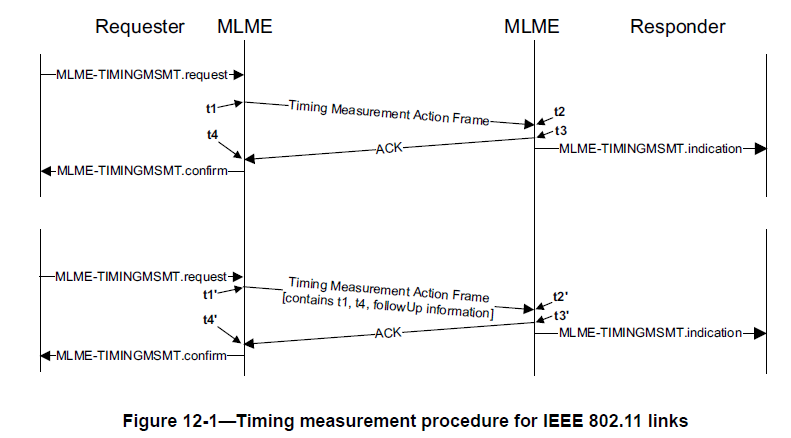 Requester MLME MLME Responder
MLME-TIMINGMSMT.request
t1 Timing Measurement Action Frame t2
t4 ACK t3
MLME-TIMINGMSMT.indication
MLME-TIMINGMSMT.confirm
MLME-TIMINGMSMT.request
t1' Timing Measurement Action Frame
[contains t1, t4, followUp information] t2'
t4' ACK t3'
MLME-TIMINGMSMT.indication
MLME-TIMINGMSMT.confirm
Figure 12-1—Timing measurement procedure for IEEE 802.11 links